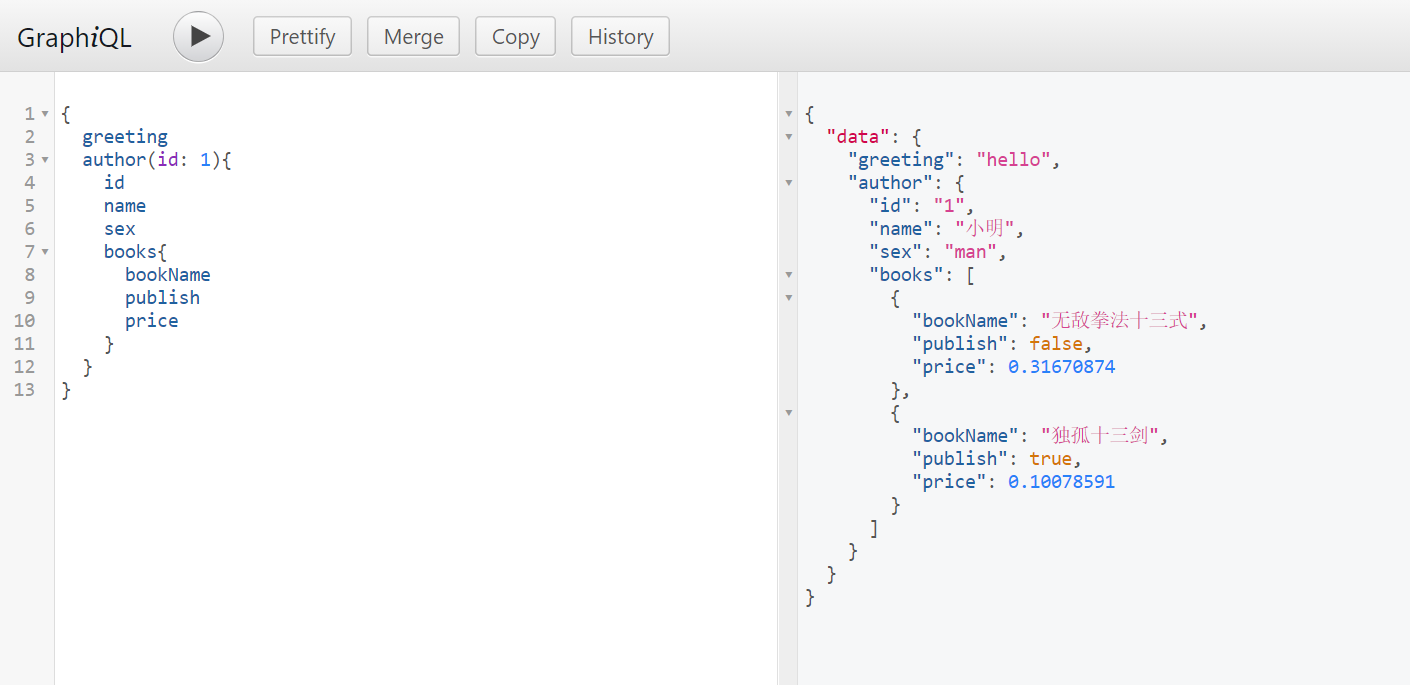 GraphiQL Prettify Merge Copy History
1 {
2   greeting
3   author(id: 1){
4     id
5     name
6     sex
7     books{
8       bookName
9       publish
10       price
11     }
12   }
13 }
{
  "data": {
    "greeting": "hello",
    "author": {
      "id": "1",
      "name": "小明",
      "sex": "man",
      "books": [
        {
          "bookName": "无敌拳法十三式",
          "publish": false,
          "price": 0.31670874
        },
        {
          "bookName": "独孤十三剑",
          "publish": true,
          "price": 0.10078591
        }
      ]
    }
  }
}